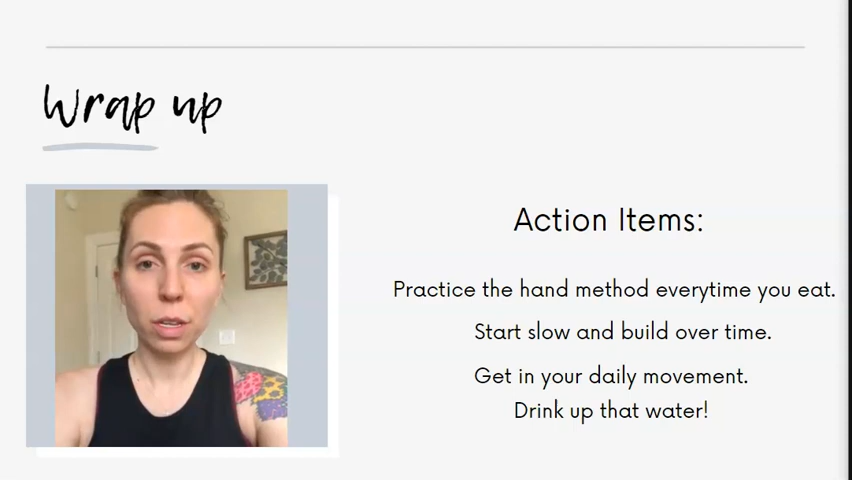 Wrap up
Action Items:
Practice the hand method everytime you eat.
Start slow and build over time.
Get in your daily movement.
Drink up that water!